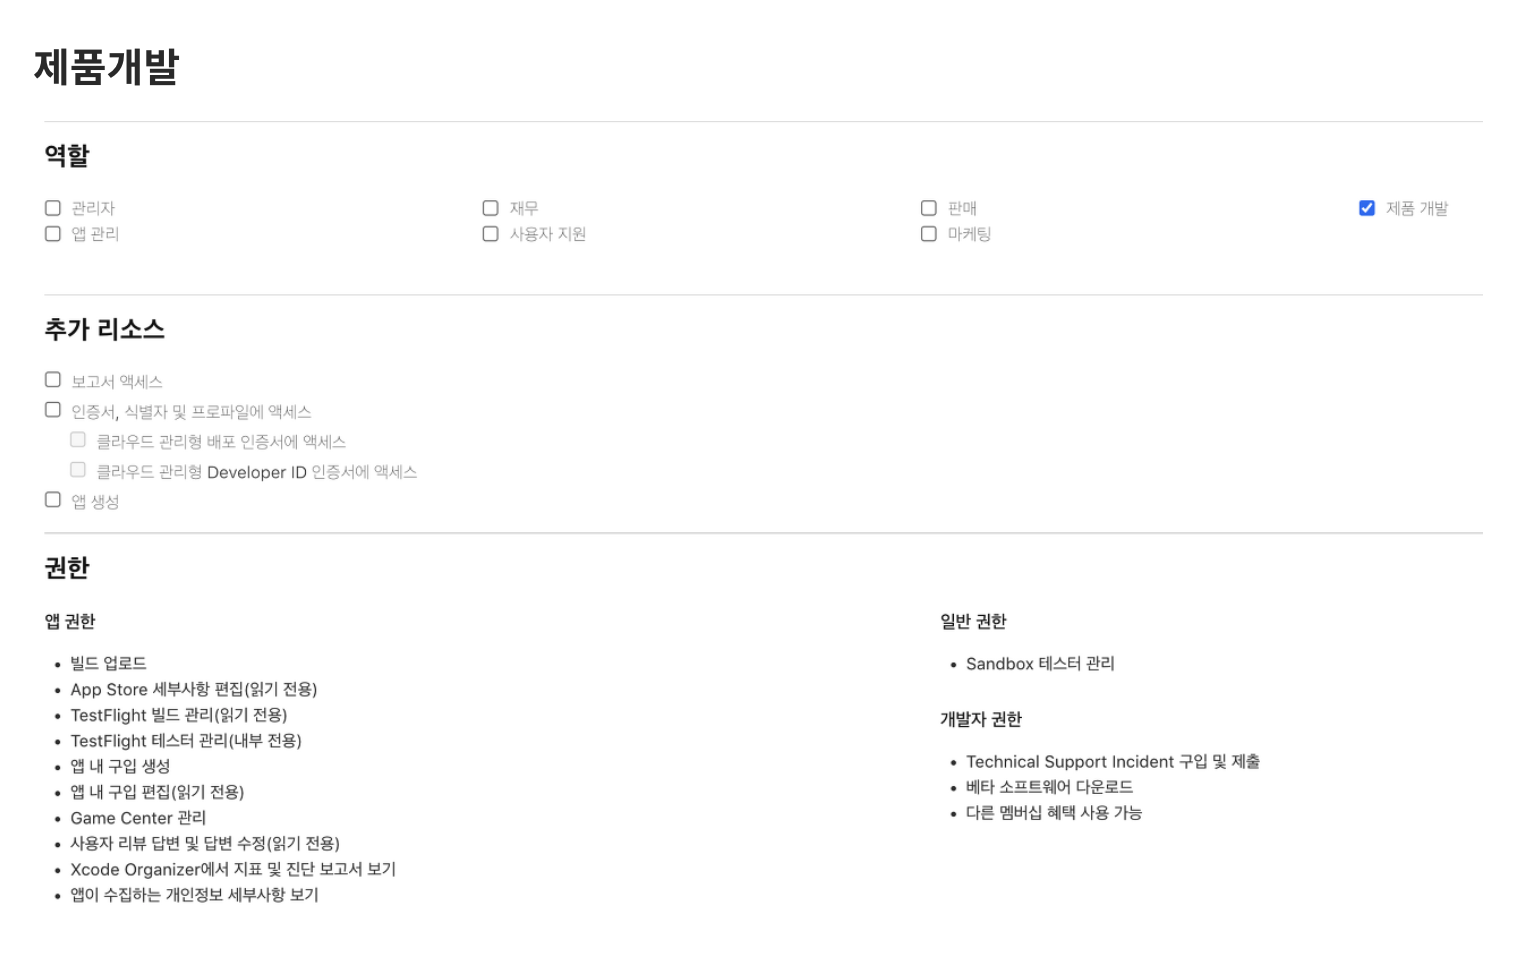 제품개발
역할
관리자
재무
판매
제품 개발
앱 관리
사용자 지원
마케팅
추가 리소스
보고서 액세스
인증서, 식별자 및 프로파일에 액세스
클라우드 관리형 배포 인증서에 액세스
클라우드 관리형 Developer ID 인증서에 액세스
앱 생성
권한
앱 권한
• 빌드 업로드
• App Store 세부사항 편집(읽기 전용)
• TestFlight 빌드 관리(읽기 전용)
• TestFlight 테스터 관리(내부 전용)
• 앱 내 구입 생성
• 앱 내 구입 편집(읽기 전용)
• Game Center 관리
• 사용자 리뷰 답변 및 답변 수정(읽기 전용)
• Xcode Organizer에서 지표 및 진단 보고서 보기
• 앱이 수집하는 개인정보 세부사항 보기
일반 권한
• Sandbox 테스터 관리
개발자 권한
• Technical Support Incident 구입 및 제출
• 베타 소프트웨어 다운로드
• 다른 멤버십 혜택 사용 가능